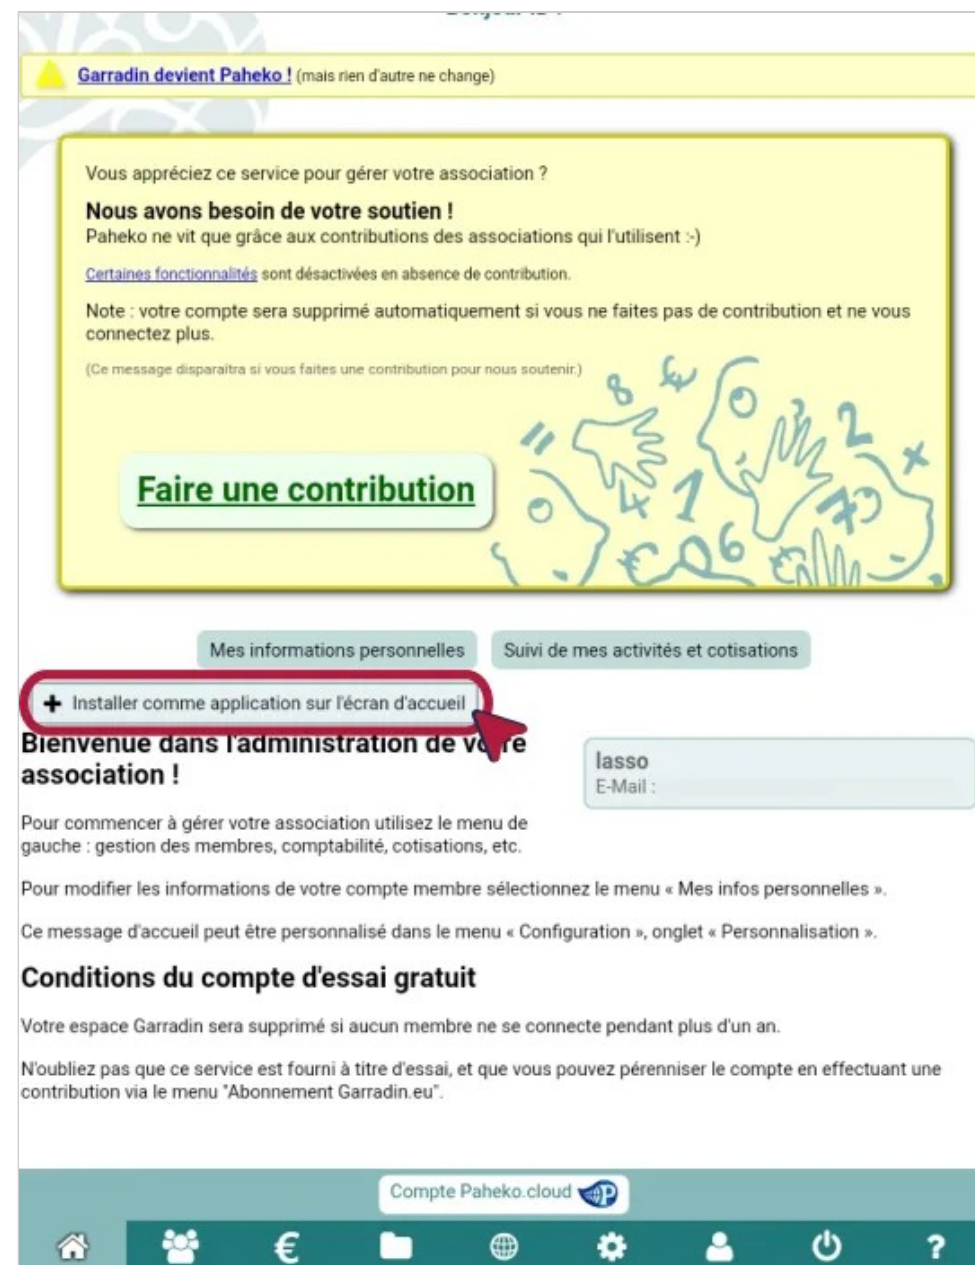 Garradin devient Paheko ! (mais rien d'autre ne change)
Vous appréciez ce service pour gérer votre association ?
Nous avons besoin de votre soutien !
Paheko ne vit que grâce aux contributions des associations qui l'utilisent :-)
Certaines fonctionnalités sont désactivées en absence de contribution.
Note : votre compte sera supprimé automatiquement si vous ne faites pas de contribution et ne vous
connectez plus.
(Ce message disparaîtra si vous faites une contribution pour nous soutenir.)
Faire une contribution
Mes informations personnelles
Suivi de mes activités et cotisations
Installer comme application sur l'écran d'accueil
Bienvenue dans l'administration de votre
association !
lasso
E-Mail :
Pour commencer à gérer votre association utilisez le menu de
gauche : gestion des membres, comptabilité, cotisations, etc.
Pour modifier les informations de votre compte membre sélectionnez le menu « Mes infos personnelles ».
Ce message d'accueil peut être personnalisé dans le menu « Configuration », onglet « Personnalisation ».
Conditions du compte d'essai gratuit
Votre espace Garradin sera supprimé si aucun membre ne se connecte pendant plus d'un an.
N'oubliez pas que ce service est fourni à titre d'essai, et que vous pouvez pérenniser le compte en effectuant une
contribution via le menu "Abonnement Garradin.eu".
Compte Paheko.cloud